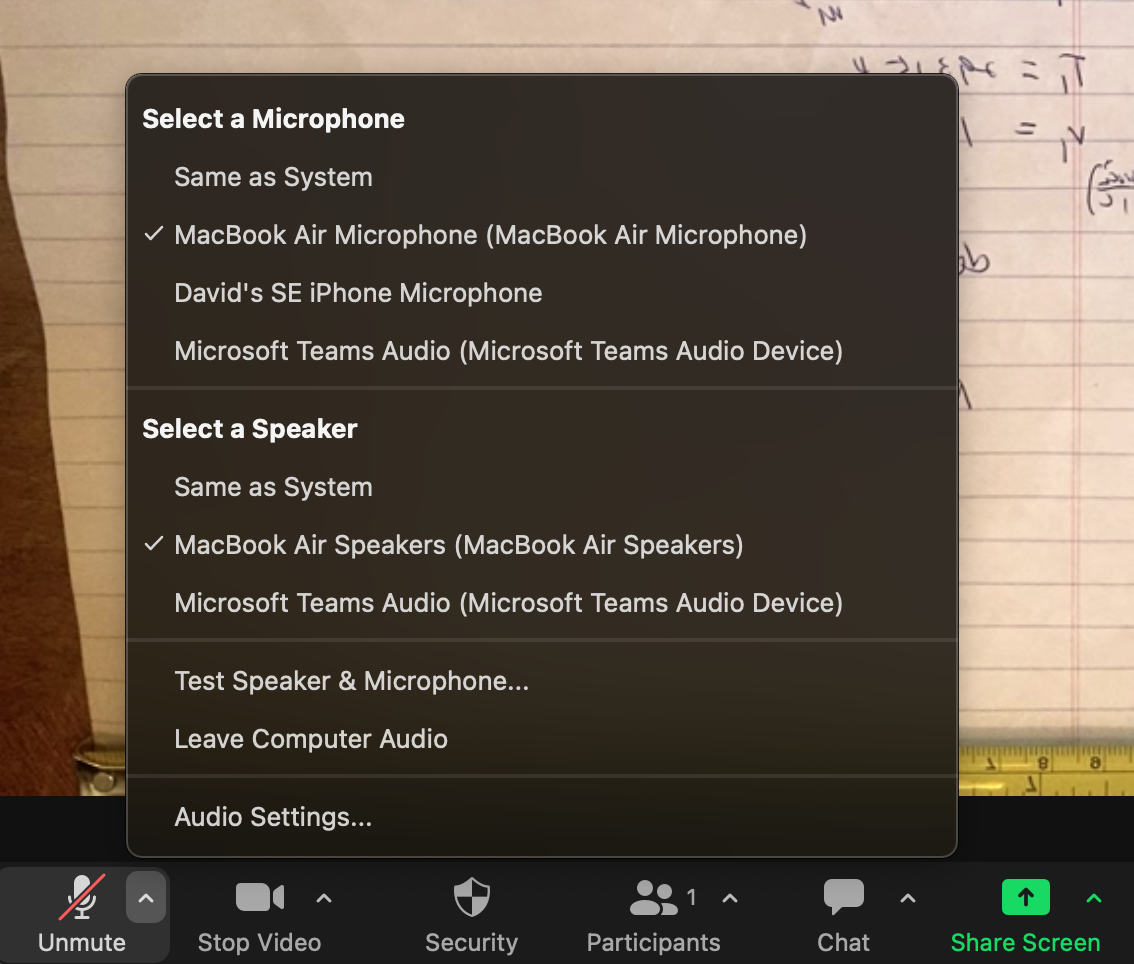 Select a Microphone
Same as System
✓ MacBook Air Microphone (MacBook Air Microphone)
David's SE iPhone Microphone
Microsoft Teams Audio (Microsoft Teams Audio Device)
Select a Speaker
Same as System
✓ MacBook Air Speakers (MacBook Air Speakers)
Microsoft Teams Audio (Microsoft Teams Audio Device)
Test Speaker & Microphone...
Leave Computer Audio
7 8 9
Audio Settings...
1
Unmute Stop Video Security Participants Chat Share Screen